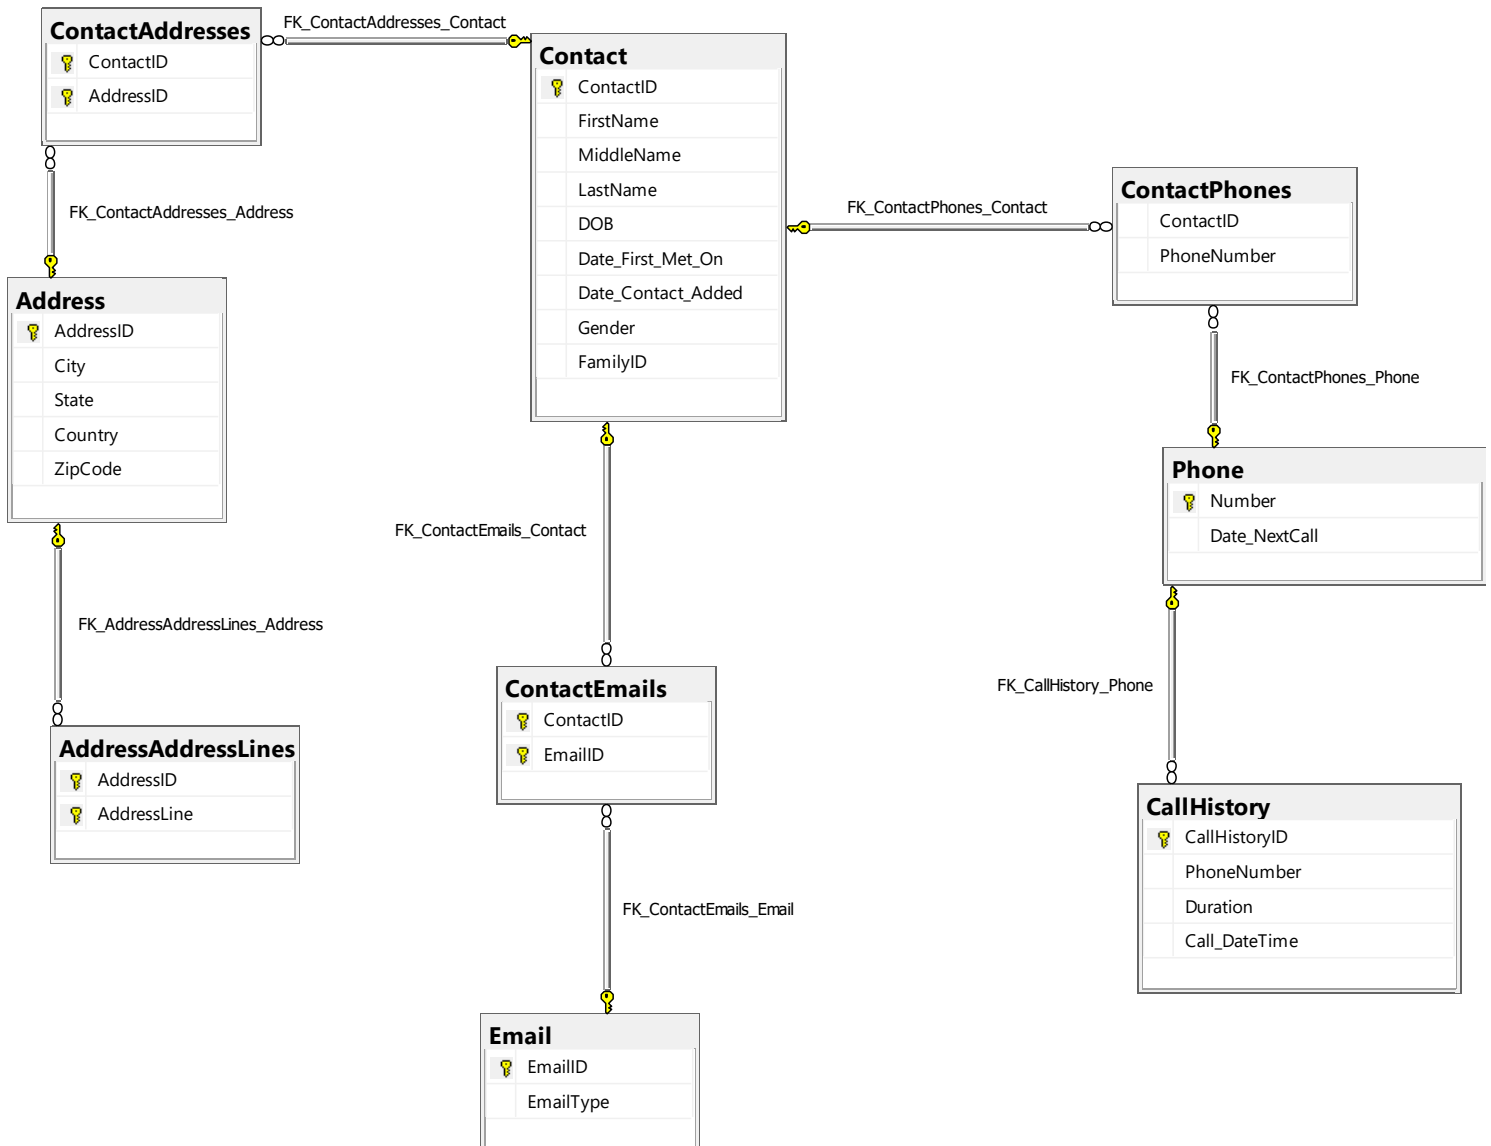 ContactAddresses
ContactID
AddressID
FK_ContactAddresses_Contact
Contact
ContactID
FirstName
MiddleName
LastName
DOB
Date_First_Met_On
Date_Contact_Added
Gender
FamilyID
FK_ContactPhones_Contact
ContactPhones
ContactID
PhoneNumber
FK_ContactAddresses_Address
Address
AddressID
City
State
Country
ZipCode
FK_ContactPhones_Phone
Phone
Number
Date_NextCall
FK_ContactEmails_Contact
FK_AddressAddressLines_Address
FK_CallHistory_Phone
AddressAddressLines
AddressID
AddressLine
ContactEmails
ContactID
EmailID
CallHistory
CallHistoryID
PhoneNumber
Duration
Call_DateTime
FK_ContactEmails_Email
Email
EmailID
EmailType